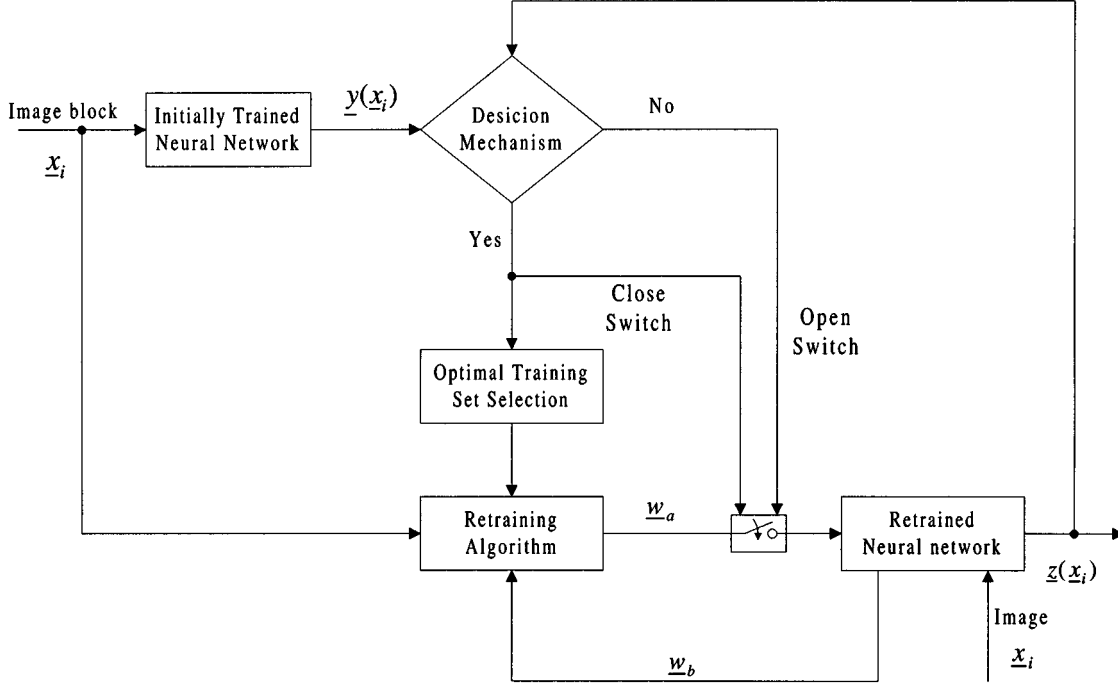 Image block
x_i
Initially Trained
Neural Network
y(x_i)
Desicion
Mechanism
No
Yes
Close
Switch
Open
Switch
Optimal Training
Set Selection
Retraining
Algorithm
w_a
Retrained
Neural network
z(x_i)
Image
x_i
w_b